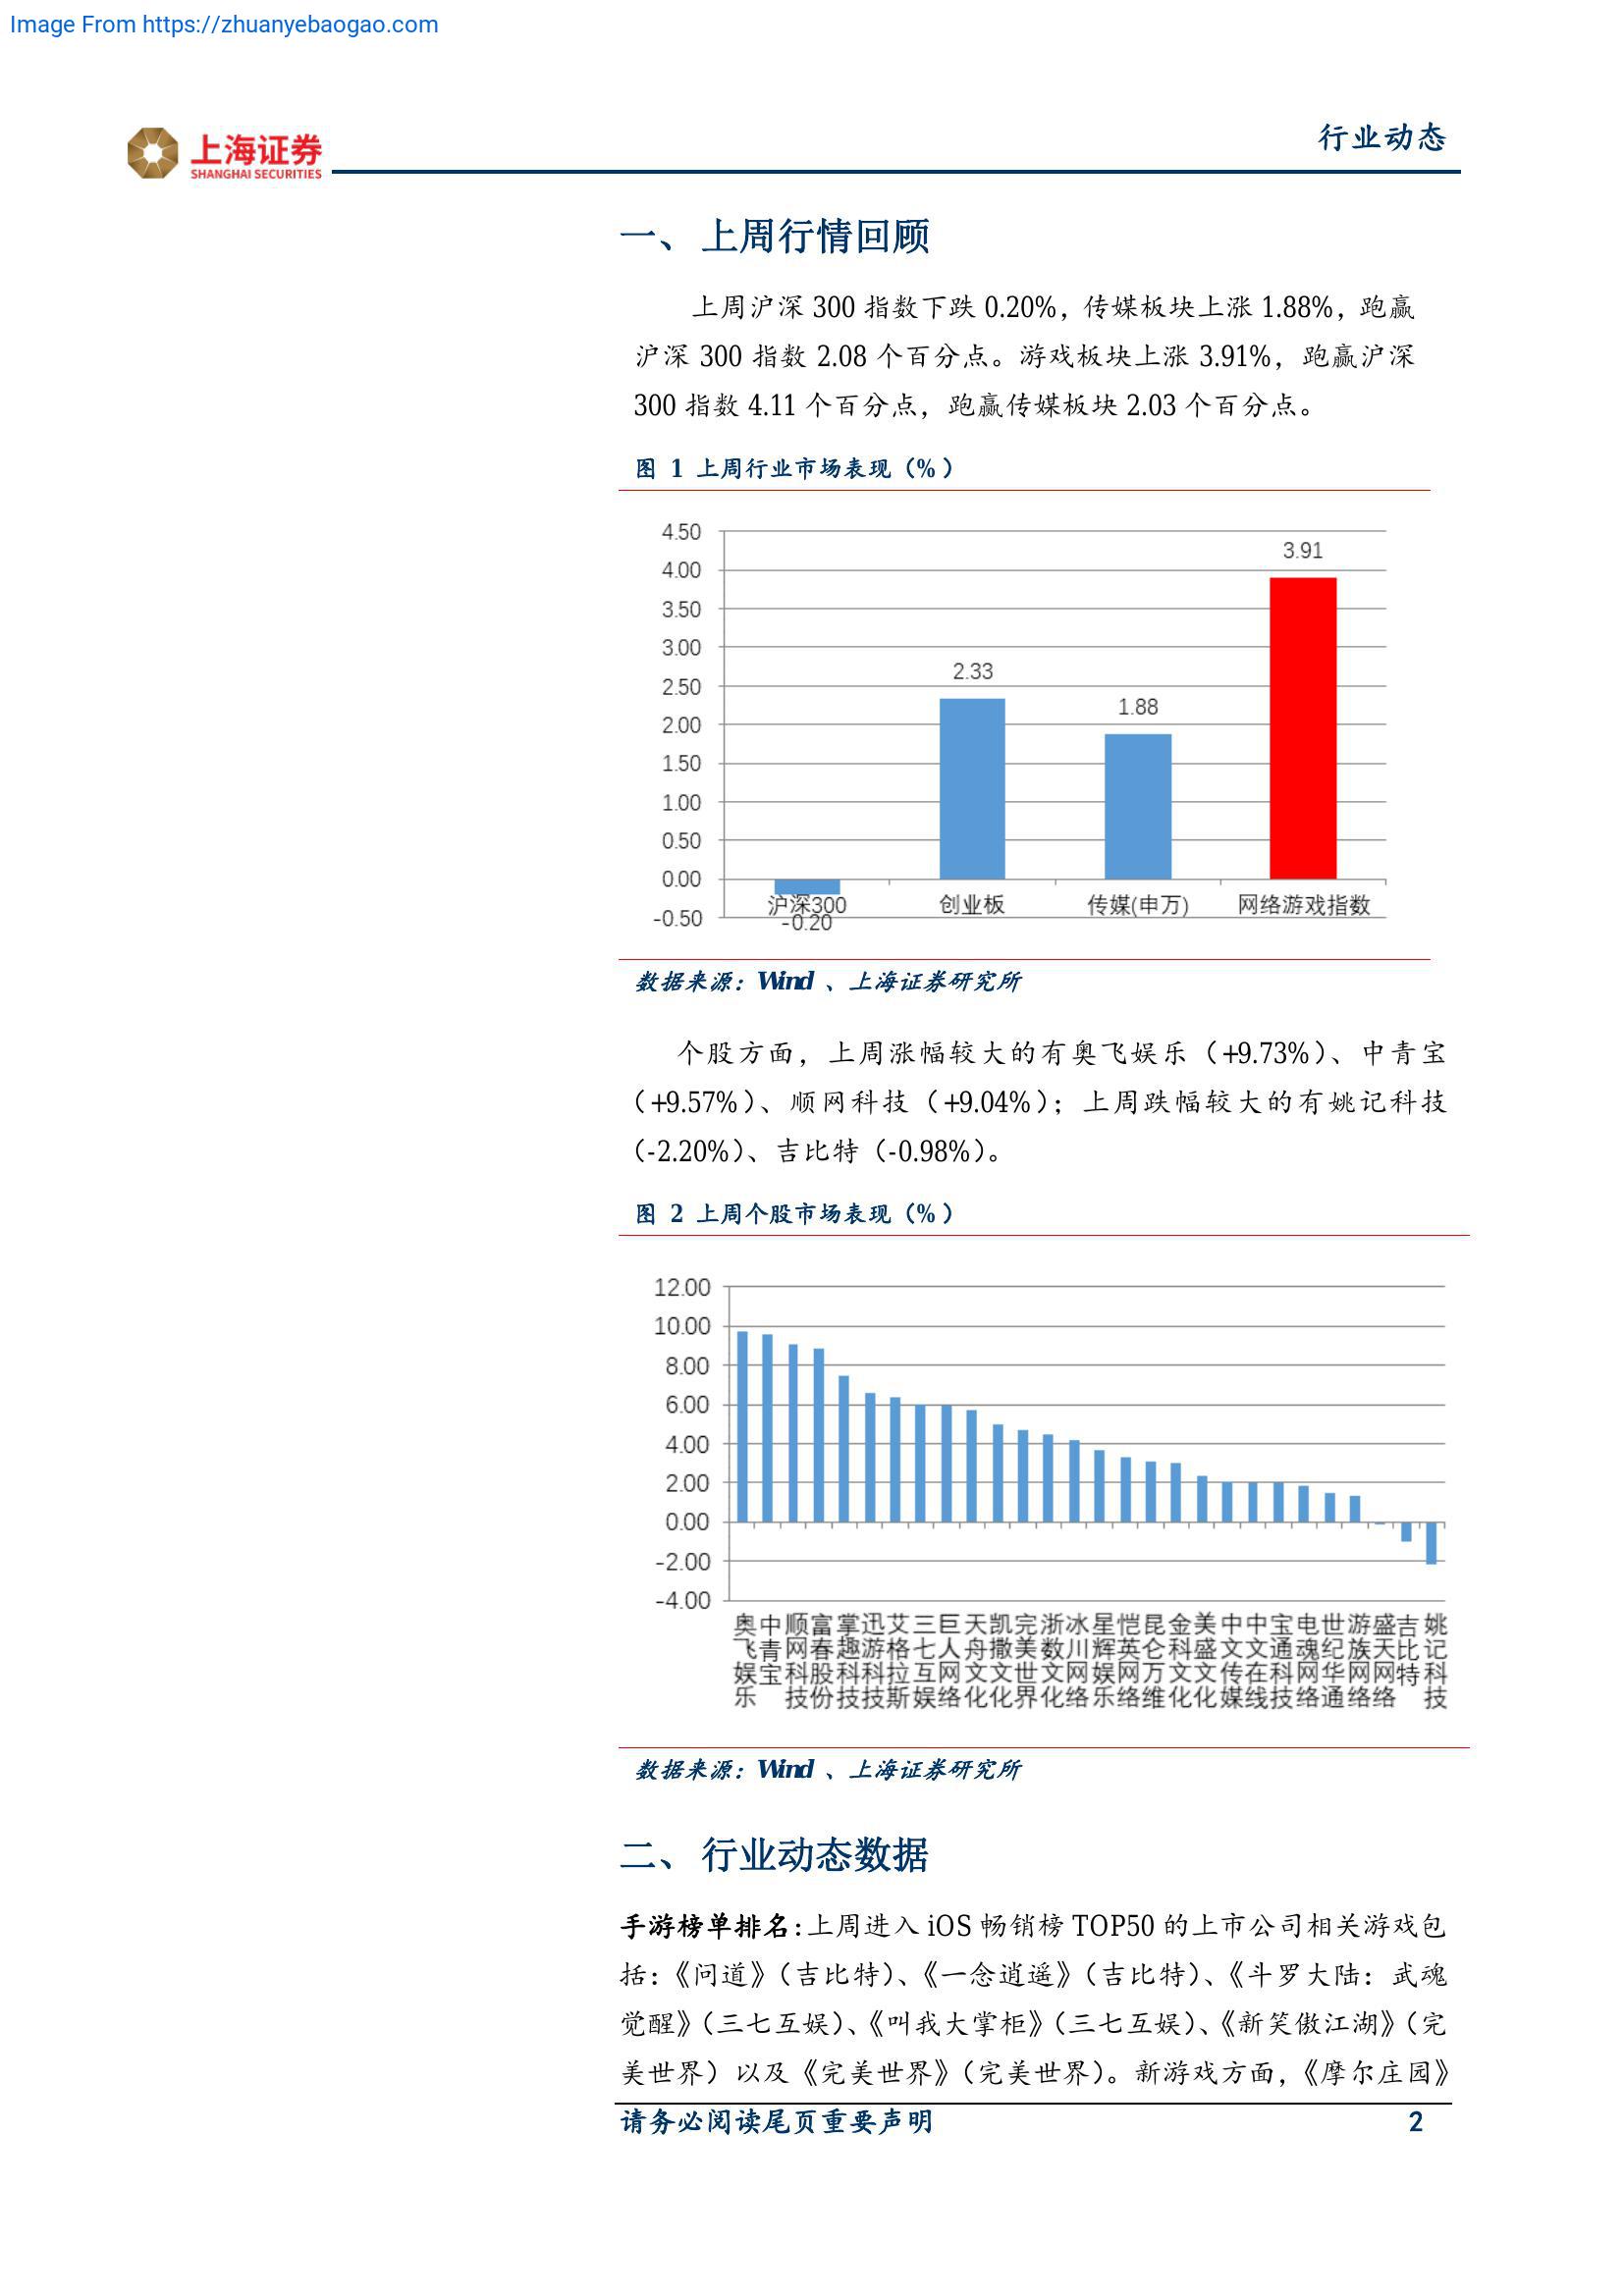 Image From https://zhuanyebaogao.com
上海证券
SHANGHAI SECURITIES
行业动态
一、 上周行情回顾
上周沪深 300 指数下跌 0.20%，传媒板块上涨 1.88%，跑赢
沪深 300 指数 2.08 个百分点。游戏板块上涨 3.91%，跑赢沪深
300 指数 4.11 个百分点，跑赢传媒板块 2.03 个百分点。
图 1 上周行业市场表现（%）
4.50
4.00
3.50
3.00
2.50
2.00
1.50
1.00
0.50
0.00
-0.50
3.91
2.33
1.88
沪深300 创业板 传媒(申万) 网络游戏指数
-0.20
数据来源：Wind 、上海证券研究所
个股方面，上周涨幅较大的有奥飞娱乐（+9.73%）、中青宝
（+9.57%）、顺网科技（+9.04%）；上周跌幅较大的有姚记科技
（-2.20%）、吉比特（-0.98%）。
图 2 上周个股市场表现（%）
12.00
10.00
8.00
6.00
4.00
2.00
0.00
-2.00
-4.00
奥飞娱乐
中青宝
顺网科技
富春股份
掌趣科技
迅游科技
艾格拉斯
三七互娱
巨人网络
天舟文化
凯撒文化
完美世界
浙数文化
冰川网络
星辉娱乐
恺英网络
昆仑万维
金科文化
美盛文化
中文传媒
中文在线
宝通科技
电魂网络
世纪华通
游族网络
盛天网络
吉比特
姚记科技
数据来源：Wind 、上海证券研究所
二、 行业动态数据
手游榜单排名：上周进入 iOS 畅销榜 TOP50 的上市公司相关游戏包
括：《问道》（吉比特）、《一念逍遥》（吉比特）、《斗罗大陆：武魂
觉醒》（三七互娱）、《叫我大掌柜》（三七互娱）、《新笑傲江湖》（完
美世界）以及《完美世界》（完美世界）。新游戏方面，《摩尔庄园》
请务必阅读尾页重要声明
2